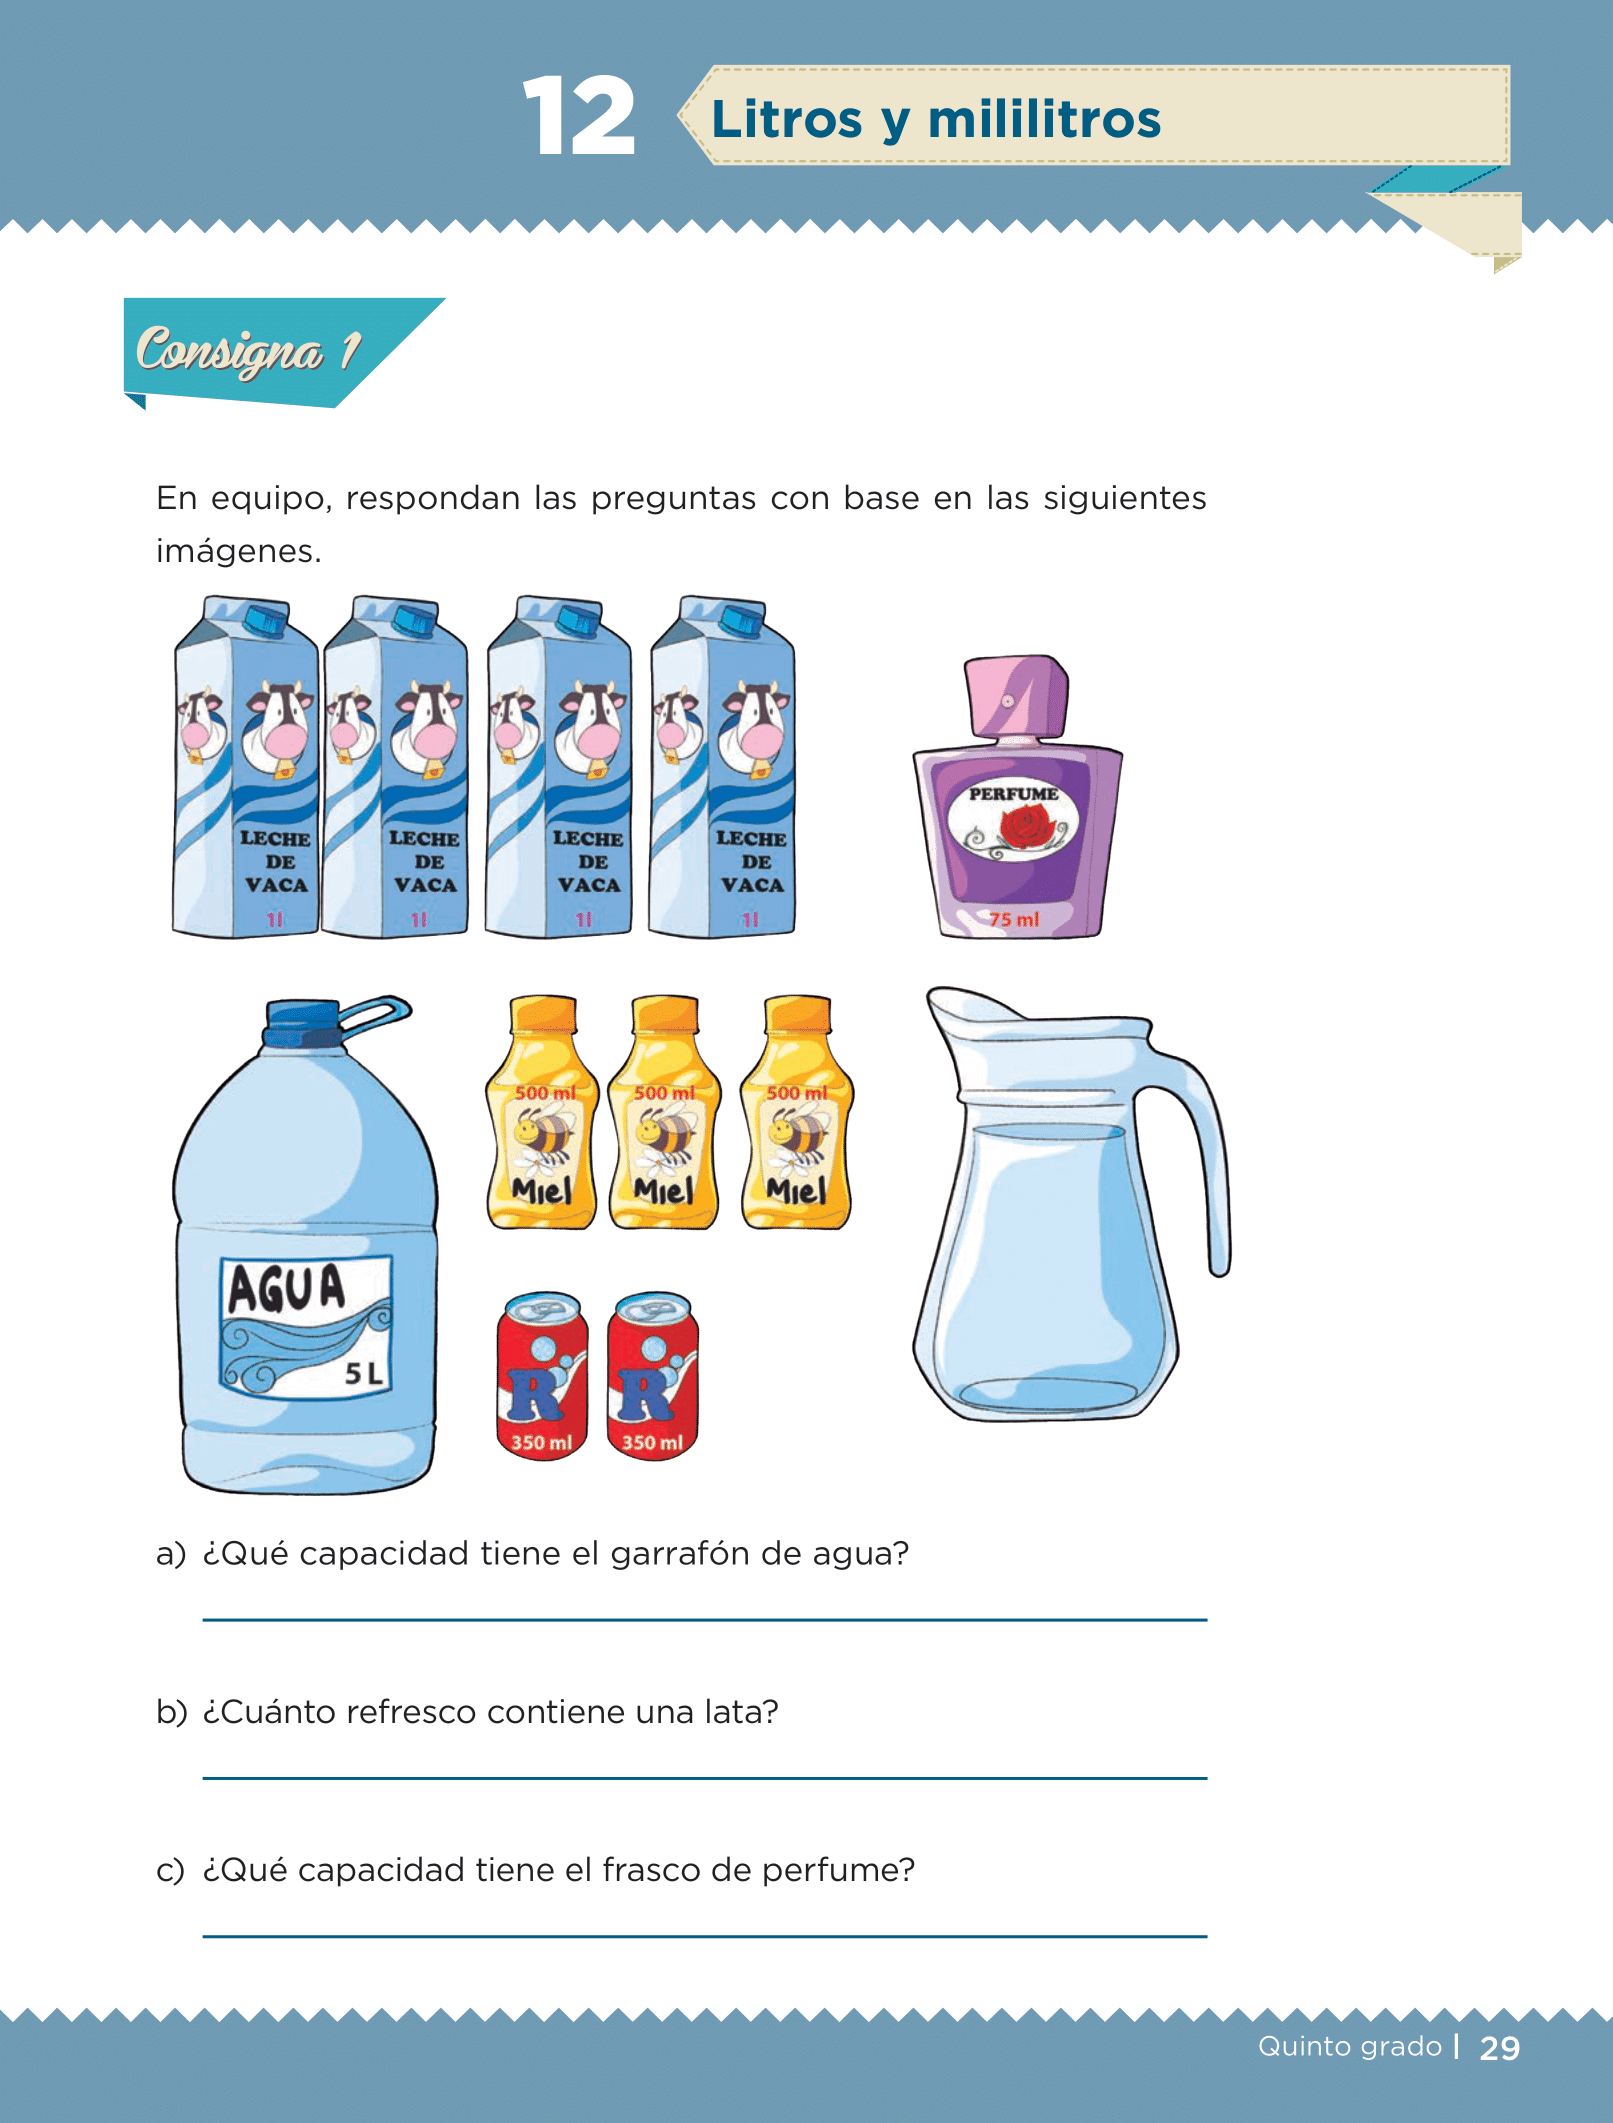 12
Litros y mililitros
Consigna 1
En equipo, respondan las preguntas con base en las siguientes
imágenes.
LECHE
DE
VACA
1l
LECHE
DE
VACA
1l
LECHE
DE
VACA
1l
LECHE
DE
VACA
1l
PERFUME
75 ml
AGUA
5 L
500 ml
Miel
500 ml
Miel
500 ml
Miel
R
350 ml
R
350 ml
a) ¿Qué capacidad tiene el garrafón de agua?
b) ¿Cuánto refresco contiene una lata?
c) ¿Qué capacidad tiene el frasco de perfume?
Quinto grado | 29